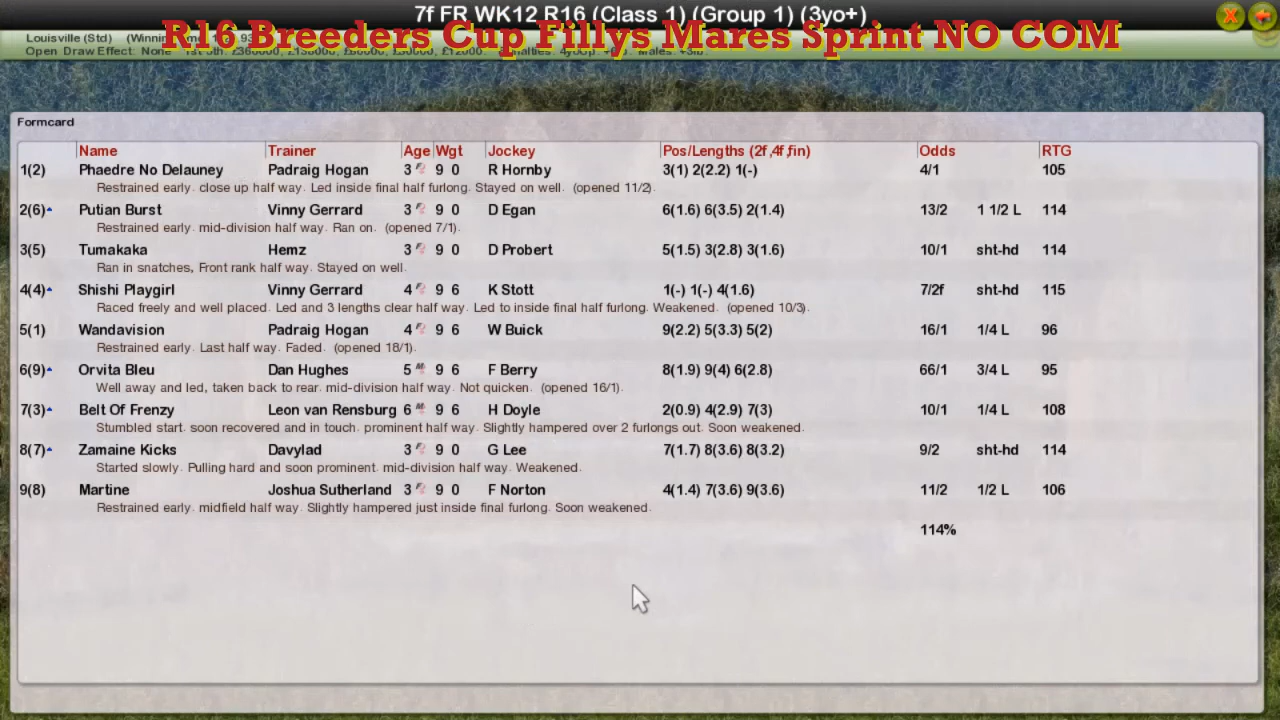 7f FR WK12 R16 (Class 1) (Group 1) (3yo+)
R16 Breeders Cup Fillys Mares Sprint NO COM
Louisville (Std) (Winning
Open Draw Effect: None
Formcard
Name Trainer Age Wgt Jockey Pos/Lengths (2f,4f,fin) Odds RTG
1(2) Phaedre No Delauney Padraig Hogan 3 9 0 R Hornby 3(1) 2(2.2) 1(-) 4/1 105
Restrained early. close up half way. Led inside final half furlong. Stayed on well. (opened 11/2).
2(6) Putian Burst Vinny Gerrard 3 9 0 D Egan 6(1.6) 6(3.5) 2(1.4) 13/2 1 1/2 L 114
Restrained early. mid-division half way. Ran on. (opened 7/1).
3(5) Tumakaka Hemz 3 9 0 D Probert 5(1.5) 3(2.8) 3(1.6) 10/1 sht-hd 114
Ran in snatches, Front rank half way. Stayed on well.
4(4) Shishi Playgirl Vinny Gerrard 4 9 6 K Stott 1(-) 1(-) 4(1.6) 7/2f sht-hd 115
Raced freely and well placed. Led and 3 lengths clear half way. Led to inside final half furlong. Weakened. (opened 10/3).
5(1) Wandavision Padraig Hogan 4 9 6 W Buick 9(2.2) 5(3.3) 5(2) 16/1 1/4 L 96
Restrained early. Last half way. Faded. (opened 18/1).
6(9) Orvita Bleu Dan Hughes 5 9 6 F Berry 8(1.9) 9(4) 6(2.8) 66/1 3/4 L 95
Well away and led, taken back to rear. mid-division half way. Not quicken. (opened 16/1).
7(3) Belt Of Frenzy Leon van Rensburg 6 9 6 H Doyle 2(0.9) 4(2.9) 7(3) 10/1 1/4 L 108
Stumbled start. soon recovered and in touch. prominent half way. Slightly hampered over 2 furlongs out. Soon weakened.
8(7) Zamaine Kicks Davylad 3 9 0 G Lee 7(1.7) 8(3.6) 8(3.2) 9/2 sht-hd 114
Started slowly. Pulling hard and soon prominent. mid-division half way. Weakened.
9(8) Martine Joshua Sutherland 3 9 0 F Norton 4(1.4) 7(3.6) 9(3.6) 11/2 1/2 L 106
Restrained early. midfield half way. Slightly hampered just inside final furlong. Soon weakened.
114%